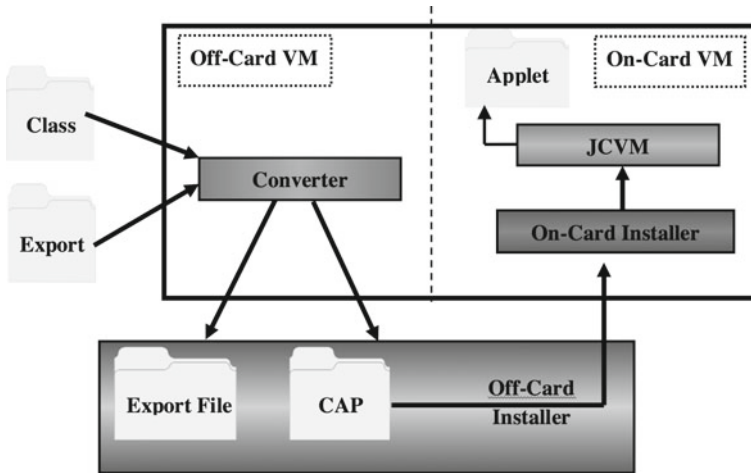 Off-Card VM
On-Card VM
Applet
Class
JCVM
Converter
Export
On-Card Installer
Export File
CAP
Off-Card
Installer